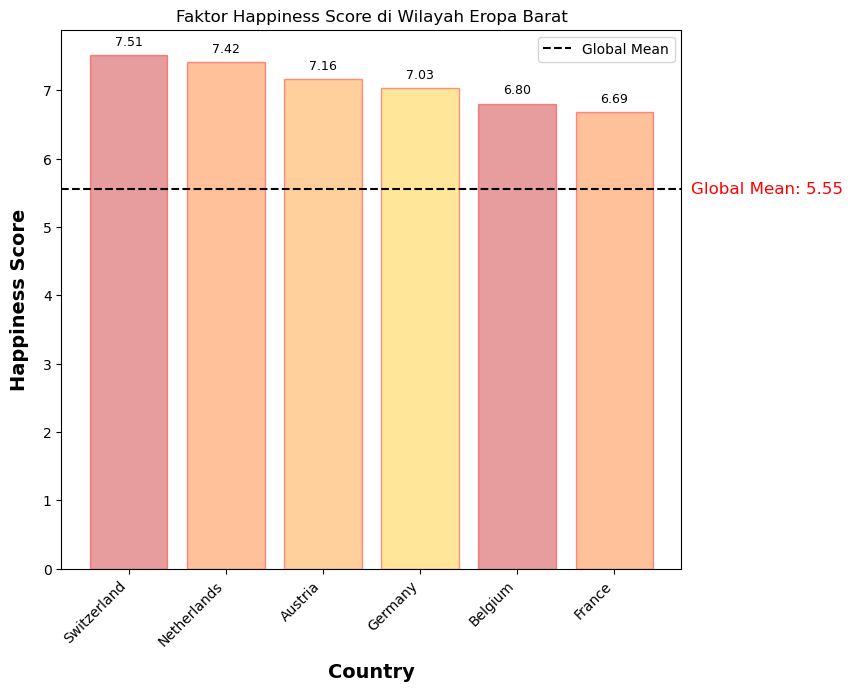 Faktor Happiness Score di Wilayah Eropa Barat
7.51
7.42
7.16
7.03
6.80
6.69
Global Mean
Global Mean: 5.55
Happiness Score
7
6
5
4
3
2
1
0
Switzerland
Netherlands
Austria
Germany
Belgium
France
Country